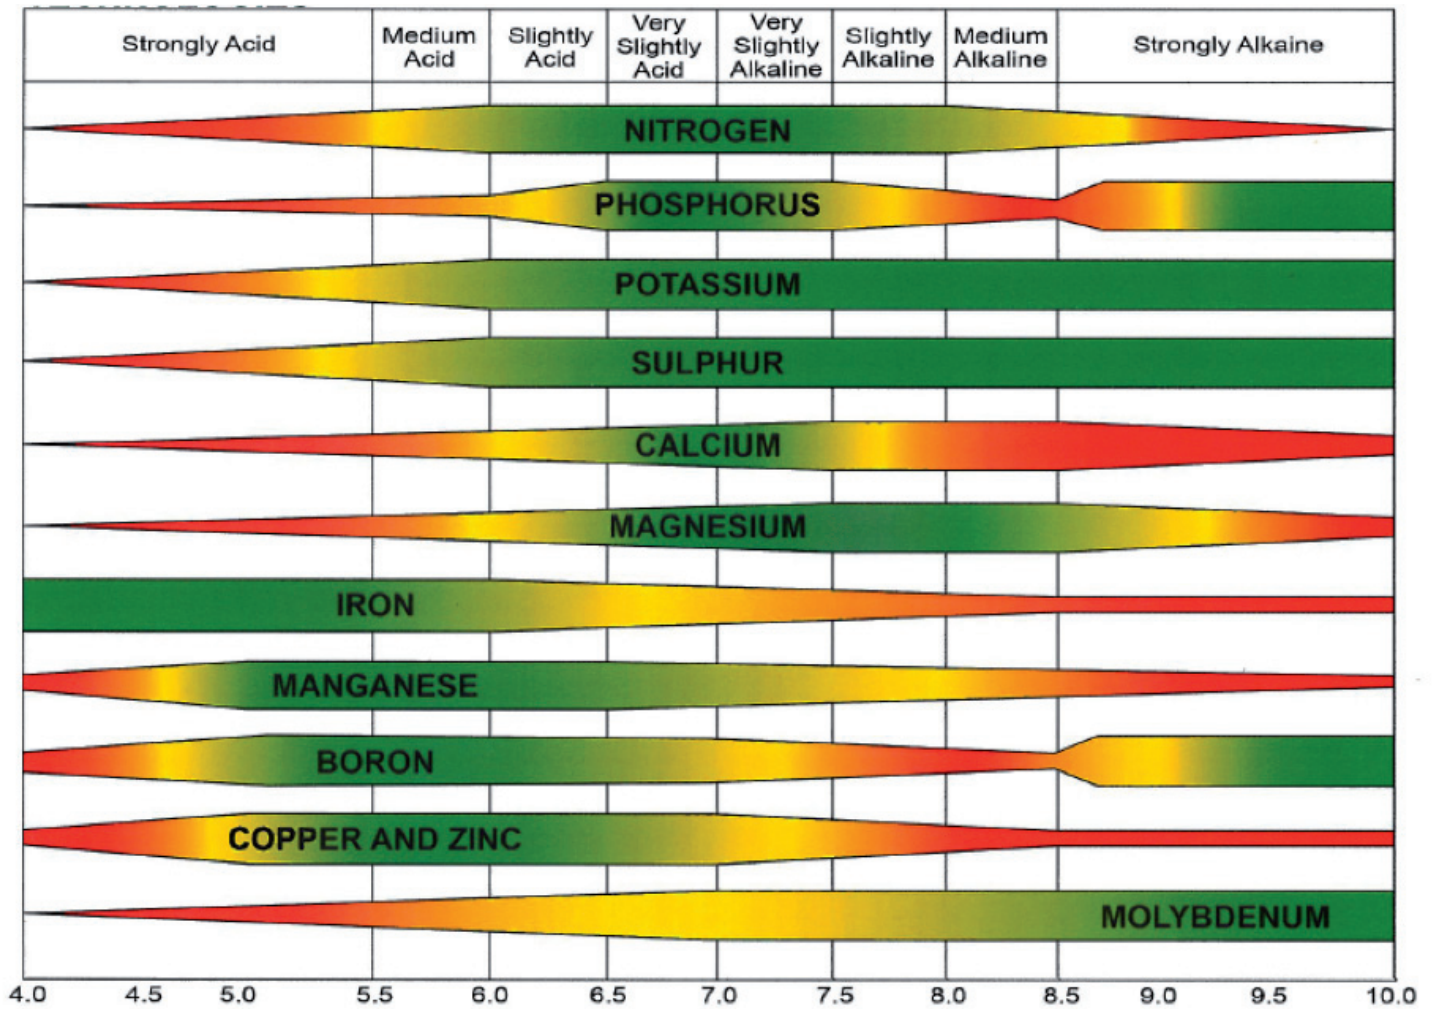 Strongly Acid
Medium
Acid
Slightly
Acid
Very
Slightly
Acid
Very
Slightly
Alkaline
Slightly
Alkaline
Medium
Alkaline
Strongly Alkaine
NITROGEN
PHOSPHORUS
POTASSIUM
SULPHUR
CALCIUM
MAGNESIUM
IRON
MANGANESE
BORON
COPPER AND ZINC
MOLYBDENUM
4.0 4.5 5.0 5.5 6.0 6.5 7.0 7.5 8.0 8.5 9.0 9.5 10.0